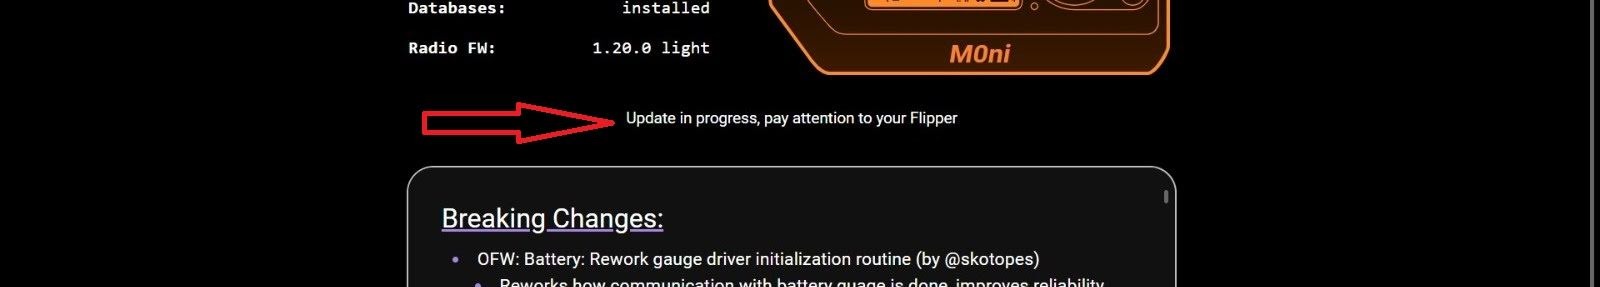 Databases: installed
Radio FW: 1.20.0 light
M0ni
Update in progress, pay attention to your Flipper
Breaking Changes:
OFW: Battery: Rework gauge driver initialization routine (by @skotopes)
Reworks how communication with battery guage is done, improves reliability